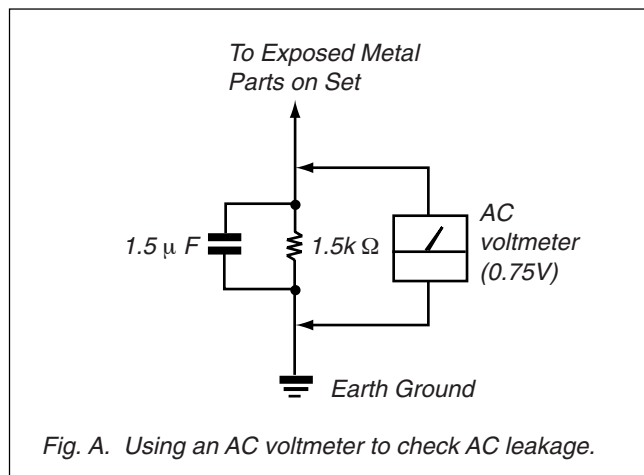 To Exposed Metal
Parts on Set
1.5 μ F
1.5k Ω
AC
voltmeter
(0.75V)
Earth Ground
Fig. A. Using an AC voltmeter to check AC leakage.